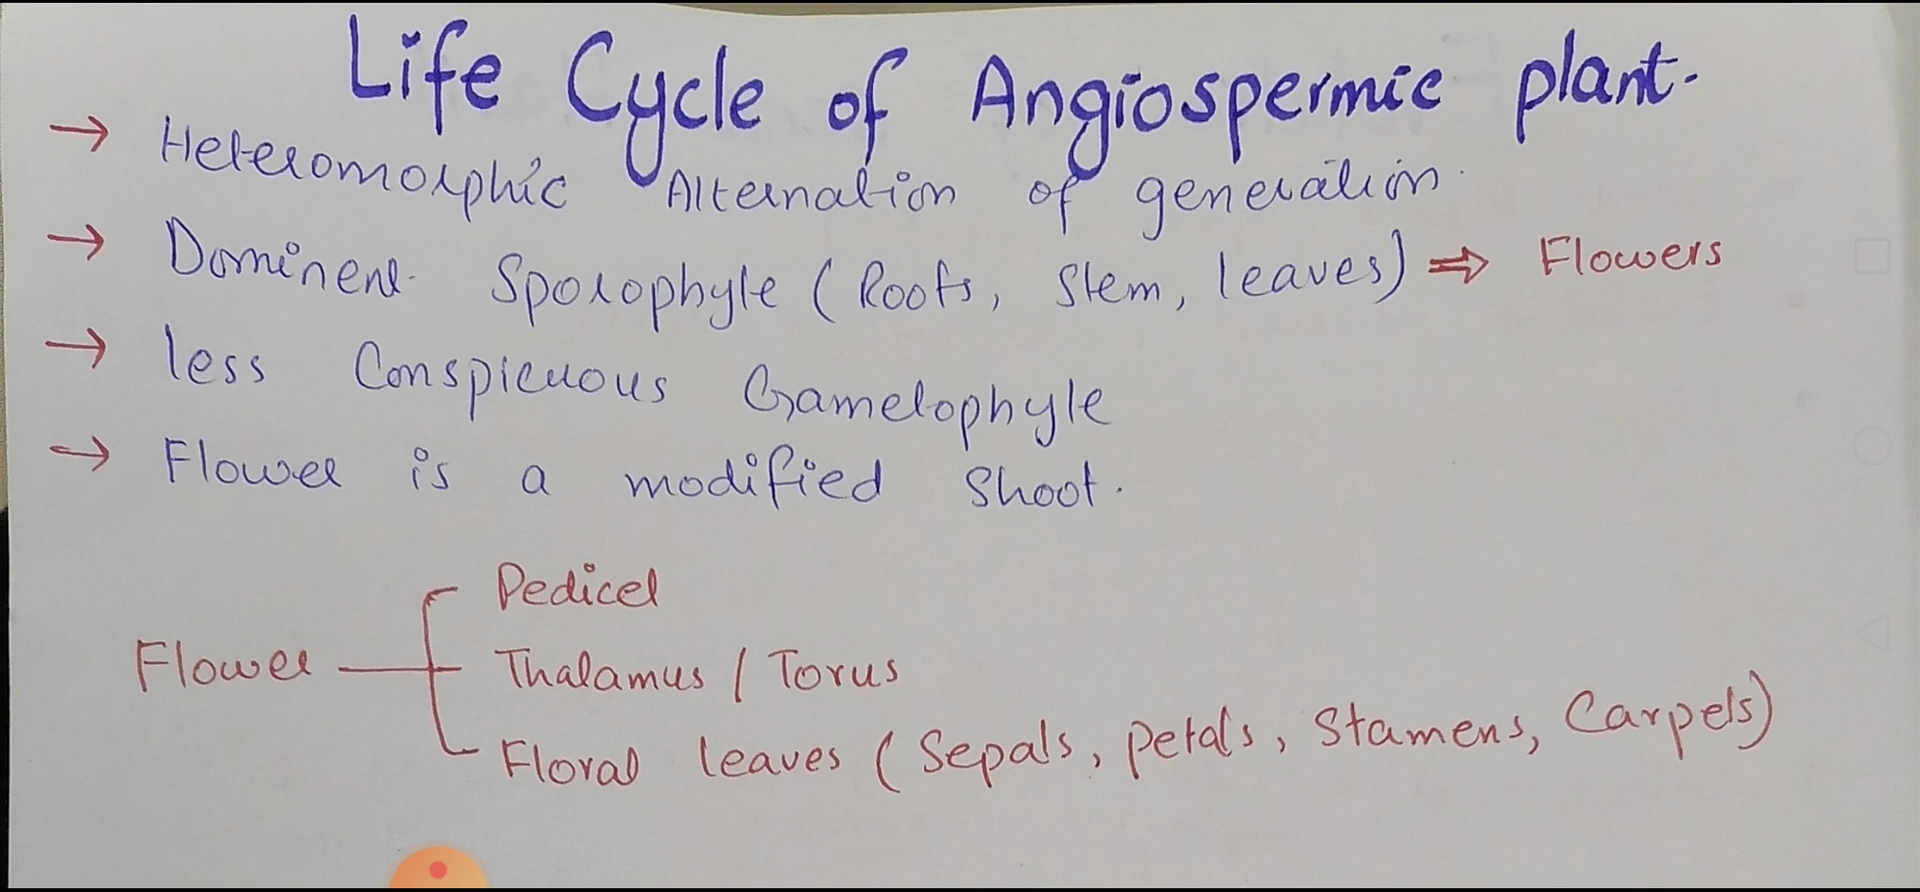 Life Cycle of Angiospermic plant.
→ Heteromorphic Alternation of generation.
→ Dominent Sporophyte (Roots, Stem, leaves) ⇒ Flowers
→ less Conspicuous Gametophyte
→ Flower is a modified Shoot.
Pedicel
Flower Thalamus / Torus
Floral leaves (Sepals, petals, Stamens, Carpels)